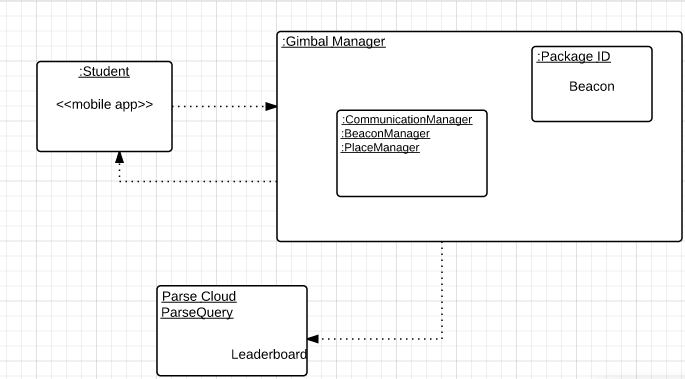 :Gimbal Manager
:Package ID
Beacon
:Student
<<mobile app>>
:CommunicationManager
:BeaconManager
:PlaceManager
Parse Cloud
ParseQuery
Leaderboard